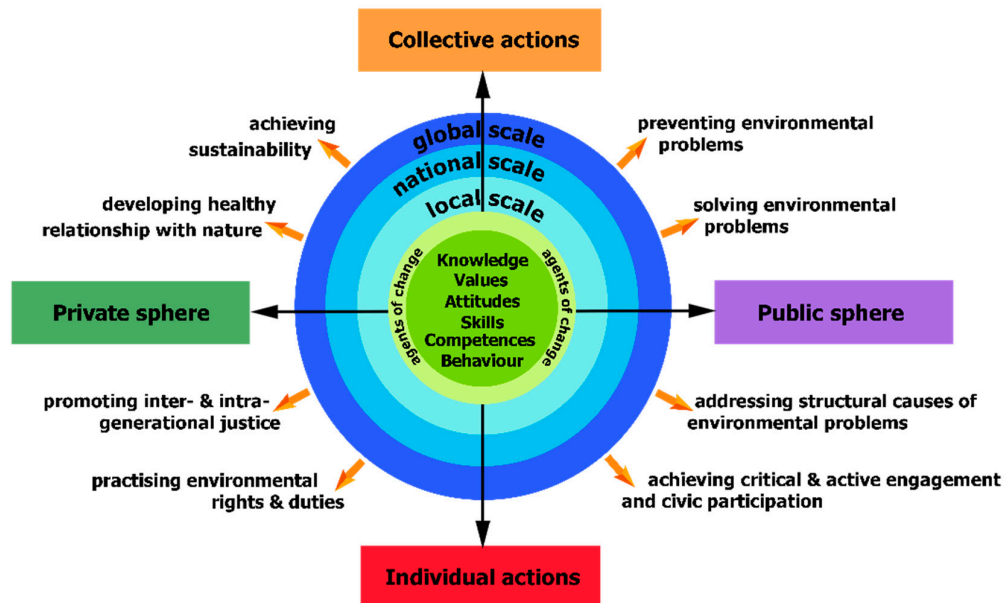 Collective actions
achieving
sustainability
preventing environmental
problems
global scale
national scale
local scale
developing healthy
relationship with nature
solving environmental
problems
agents of change
Knowledge
Values
Attitudes
Skills
Competences
Behaviour
agents of change
Private sphere
Public sphere
promoting inter- & intra-
generational justice
addressing structural causes of
environmental problems
practising environmental
rights & duties
achieving critical & active engagement
and civic participation
Individual actions